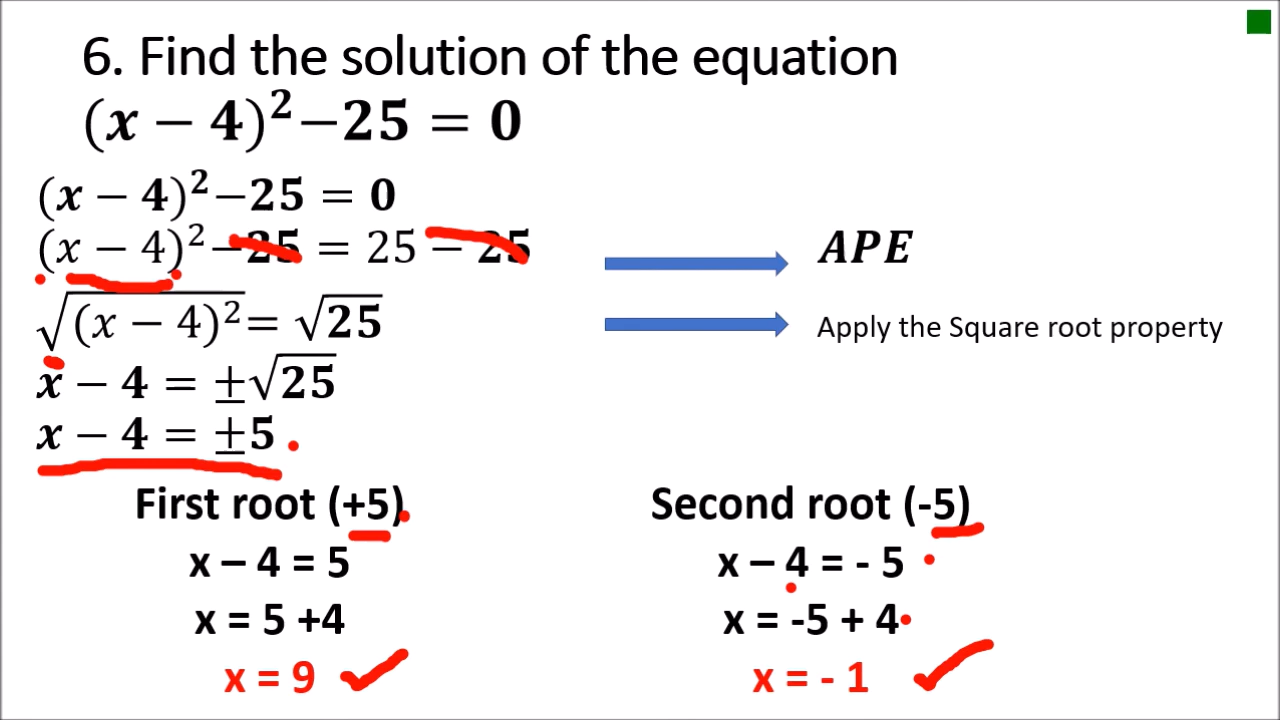 6. Find the solution of the equation
(x − 4)²−25 = 0
(x − 4)²−25 = 0
(x − 4)²−25 = 25 − 25
APE
√(x − 4)² = √25
Apply the Square root property
x − 4 = ±√25
x − 4 = ±5
First root (+5)
x – 4 = 5
x = 5 +4
x = 9
Second root (-5)
x – 4 = - 5
x = -5 + 4
x = - 1